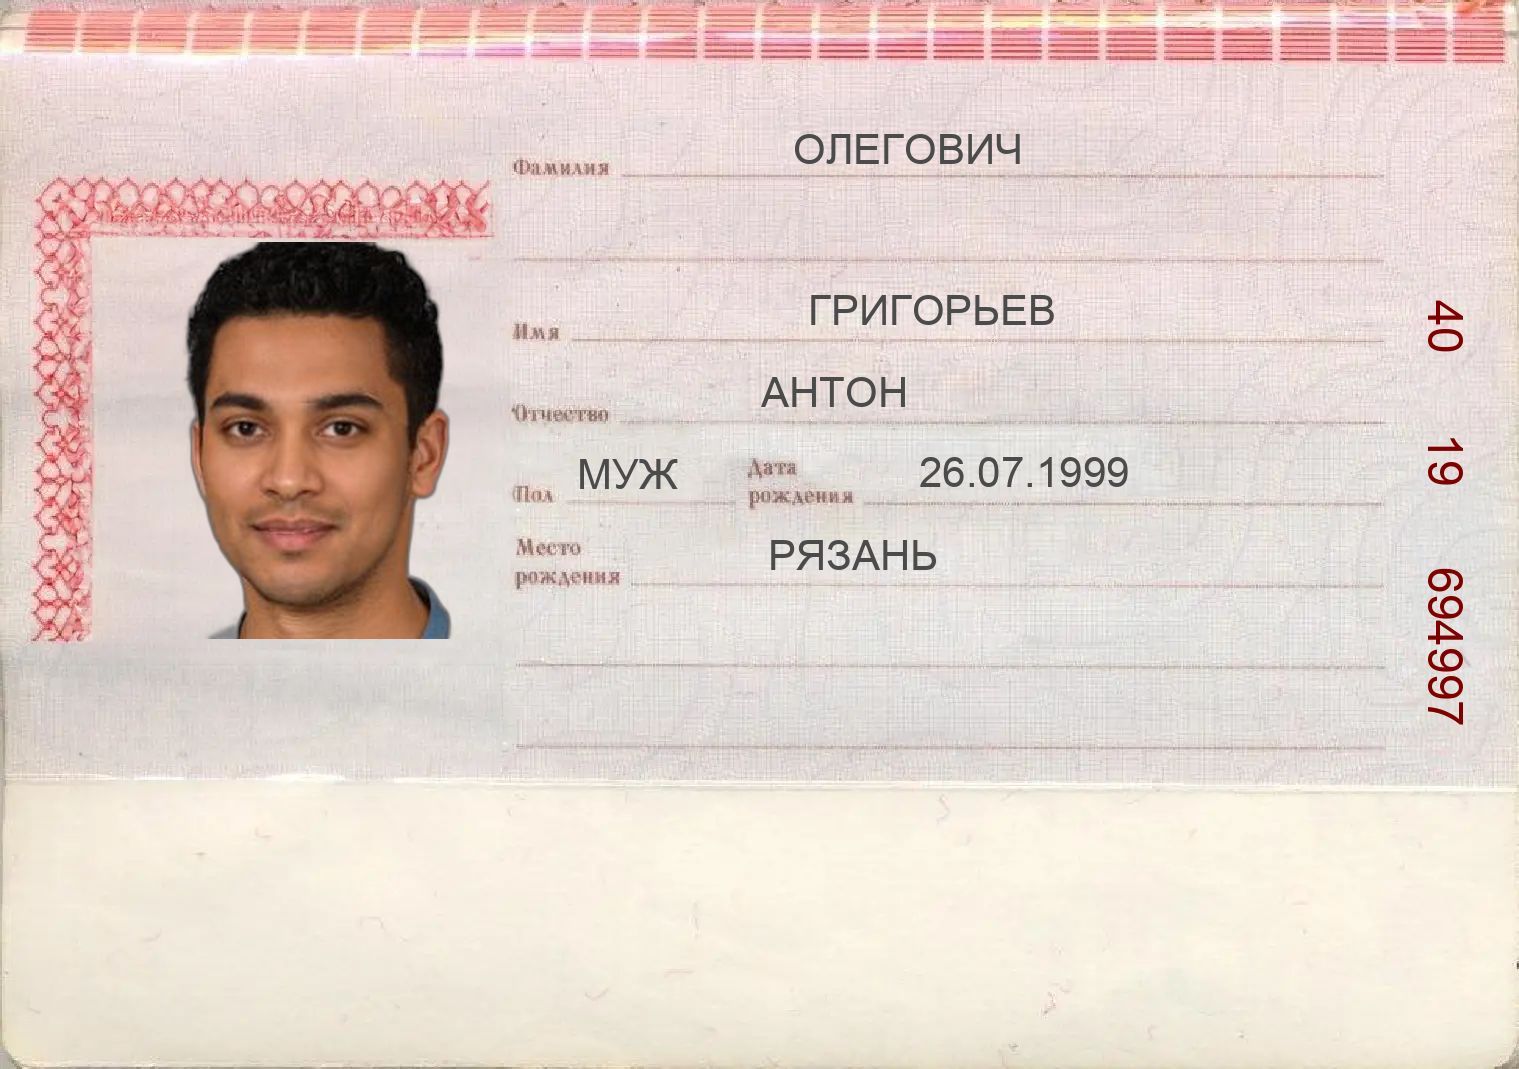 Фамилия ОЛЕГОВИЧ
Имя ГРИГОРЬЕВ
Отчество АНТОН
Пол МУЖ Дата рождения 26.07.1999
Место рождения РЯЗАНЬ
40 19 694997